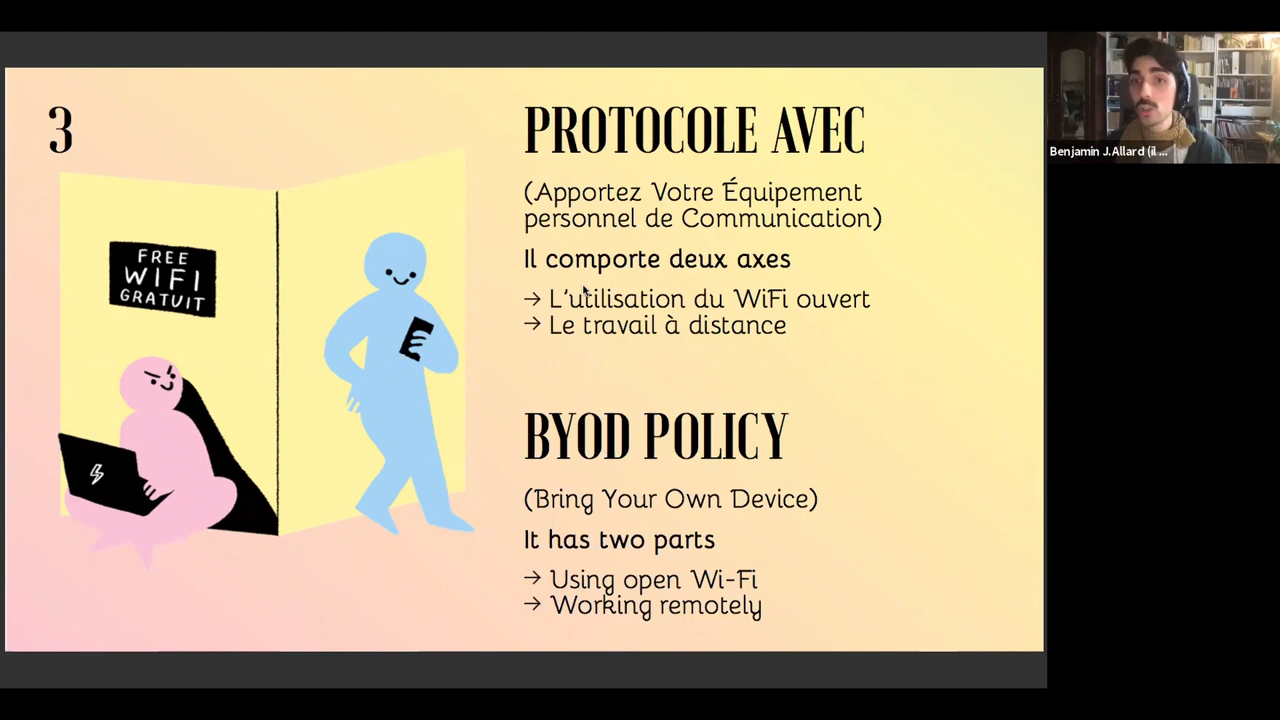 3
FREE
WIFI
GRATUIT
PROTOCOLE AVEC
(Apportez Votre Équipement
personnel de Communication)
Il comporte deux axes
→ L'utilisation du WiFi ouvert
→ Le travail à distance
BYOD POLICY
(Bring Your Own Device)
It has two parts
→ Using open Wi-Fi
→ Working remotely
Benjamin J.Allard (il ...